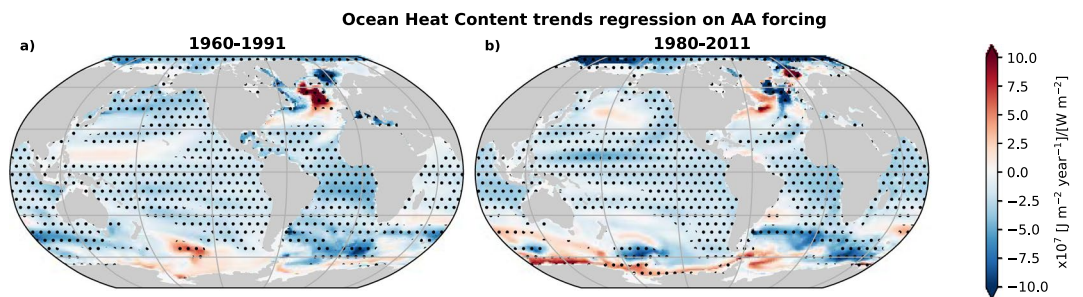 Ocean Heat Content trends regression on AA forcing
a)
1960-1991
b)
1980-2011
10.0
7.5
5.0
2.5
0.0
−2.5
−5.0
−7.5
−10.0
x10⁷ [J m⁻² year⁻¹]/[W m⁻²]